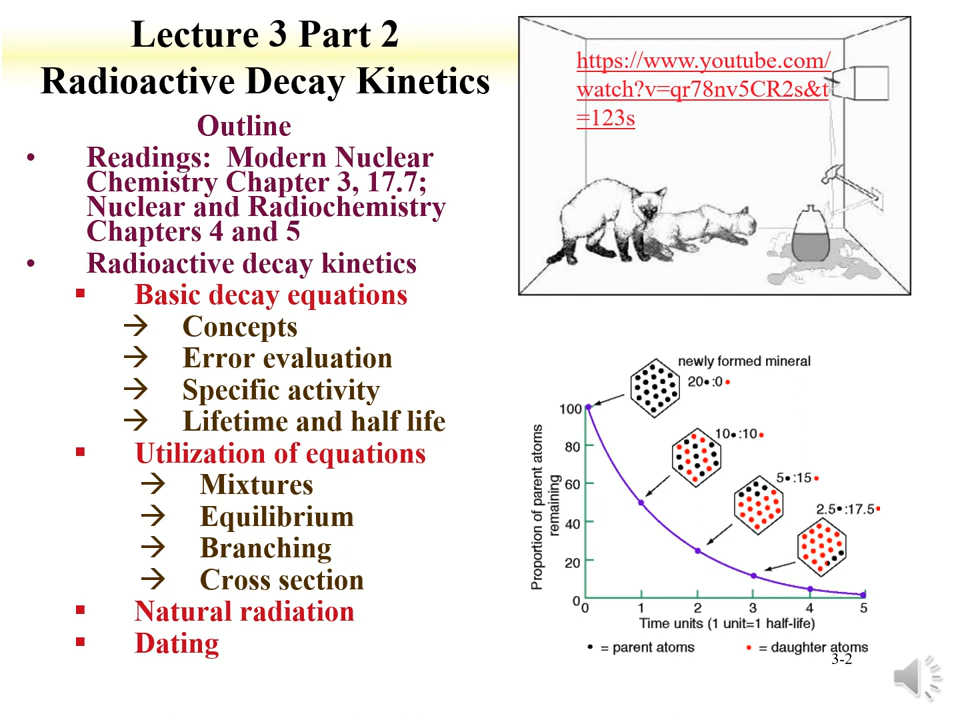 Lecture 3 Part 2
Radioactive Decay Kinetics
Outline
• Readings: Modern Nuclear
Chemistry Chapter 3, 17.7;
Nuclear and Radiochemistry
Chapters 4 and 5
• Radioactive decay kinetics
▪ Basic decay equations
→ Concepts
→ Error evaluation
→ Specific activity
→ Lifetime and half life
▪ Utilization of equations
→ Mixtures
→ Equilibrium
→ Branching
→ Cross section
▪ Natural radiation
▪ Dating
https://www.youtube.com/
watch?v=qr78nv5CR2s&t
=123s
newly formed mineral
20•:0•
10•:10•
5•:15•
2.5•:17.5•
Proportion of parent atoms
remaining
100
80
60
40
20
0
0 1 2 3 4 5
Time units (1 unit=1 half-life)
• = parent atoms • = daughter atoms
3-2